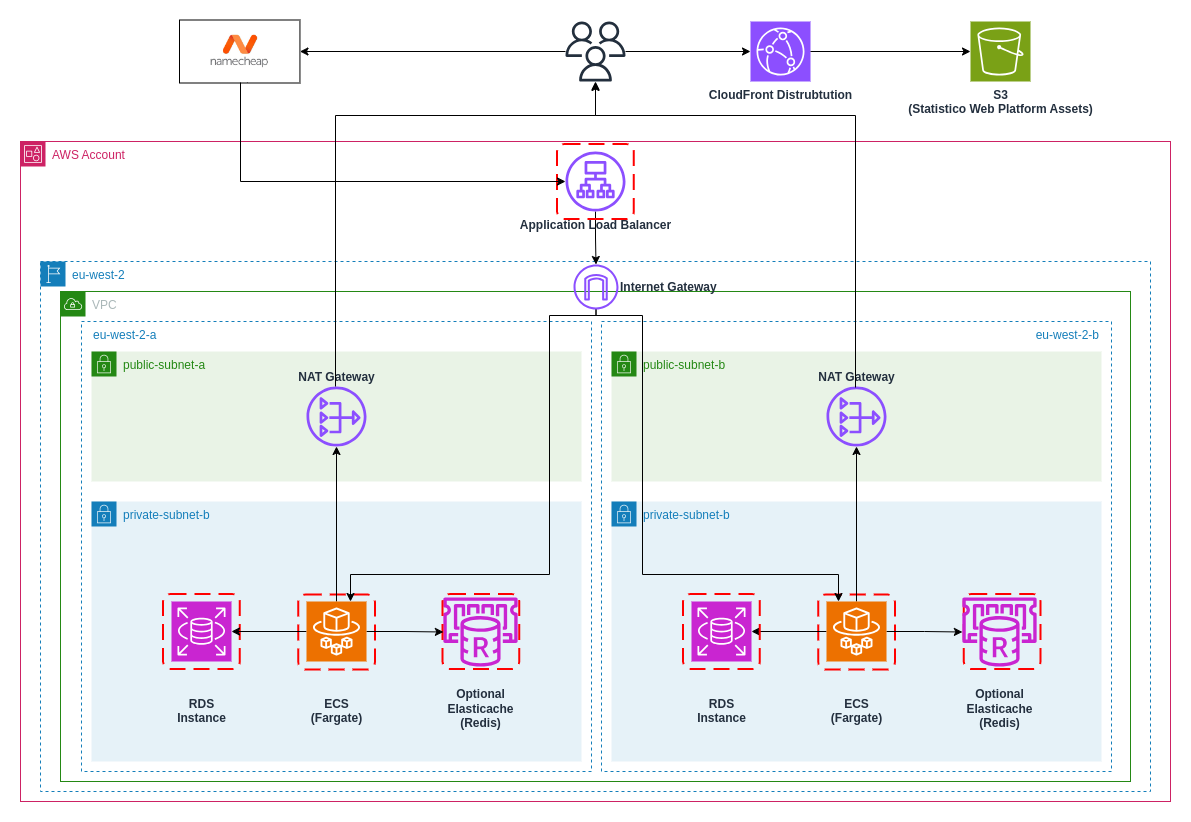 namecheap
CloudFront Distrubtution
S3
(Statistico Web Platform Assets)
AWS Account
Application Load Balancer
eu-west-2
Internet Gateway
VPC
eu-west-2-a
eu-west-2-b
public-subnet-a
public-subnet-b
NAT Gateway
NAT Gateway
private-subnet-b
private-subnet-b
R
R
RDS
Instance
ECS
(Fargate)
Optional
Elasticache
(Redis)
RDS
Instance
ECS
(Fargate)
Optional
Elasticache
(Redis)